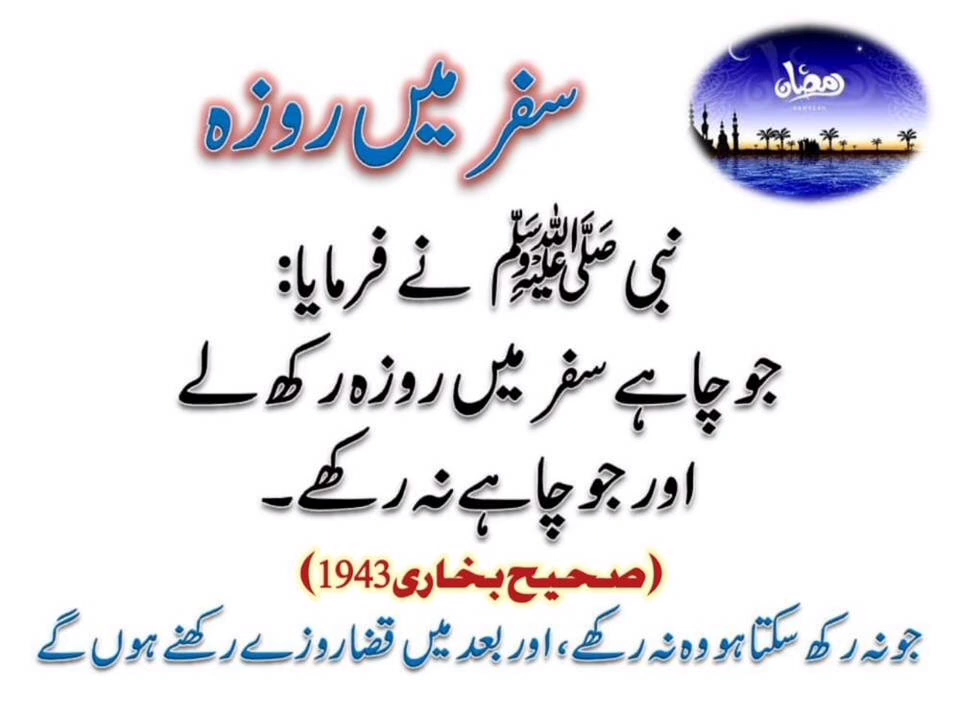 رمضان
RAMADAN
سفر میں روزہ
نبی ﷺ نے فرمایا:
جو چاہے سفر میں روزہ رکھ لے
اور جو چاہے نہ رکھے۔
(صحیح بخاری 1943)
جو نہ رکھ سکتا ہو وہ نہ رکھے، اور بعد میں قضا روزے رکھنے ہوں گے